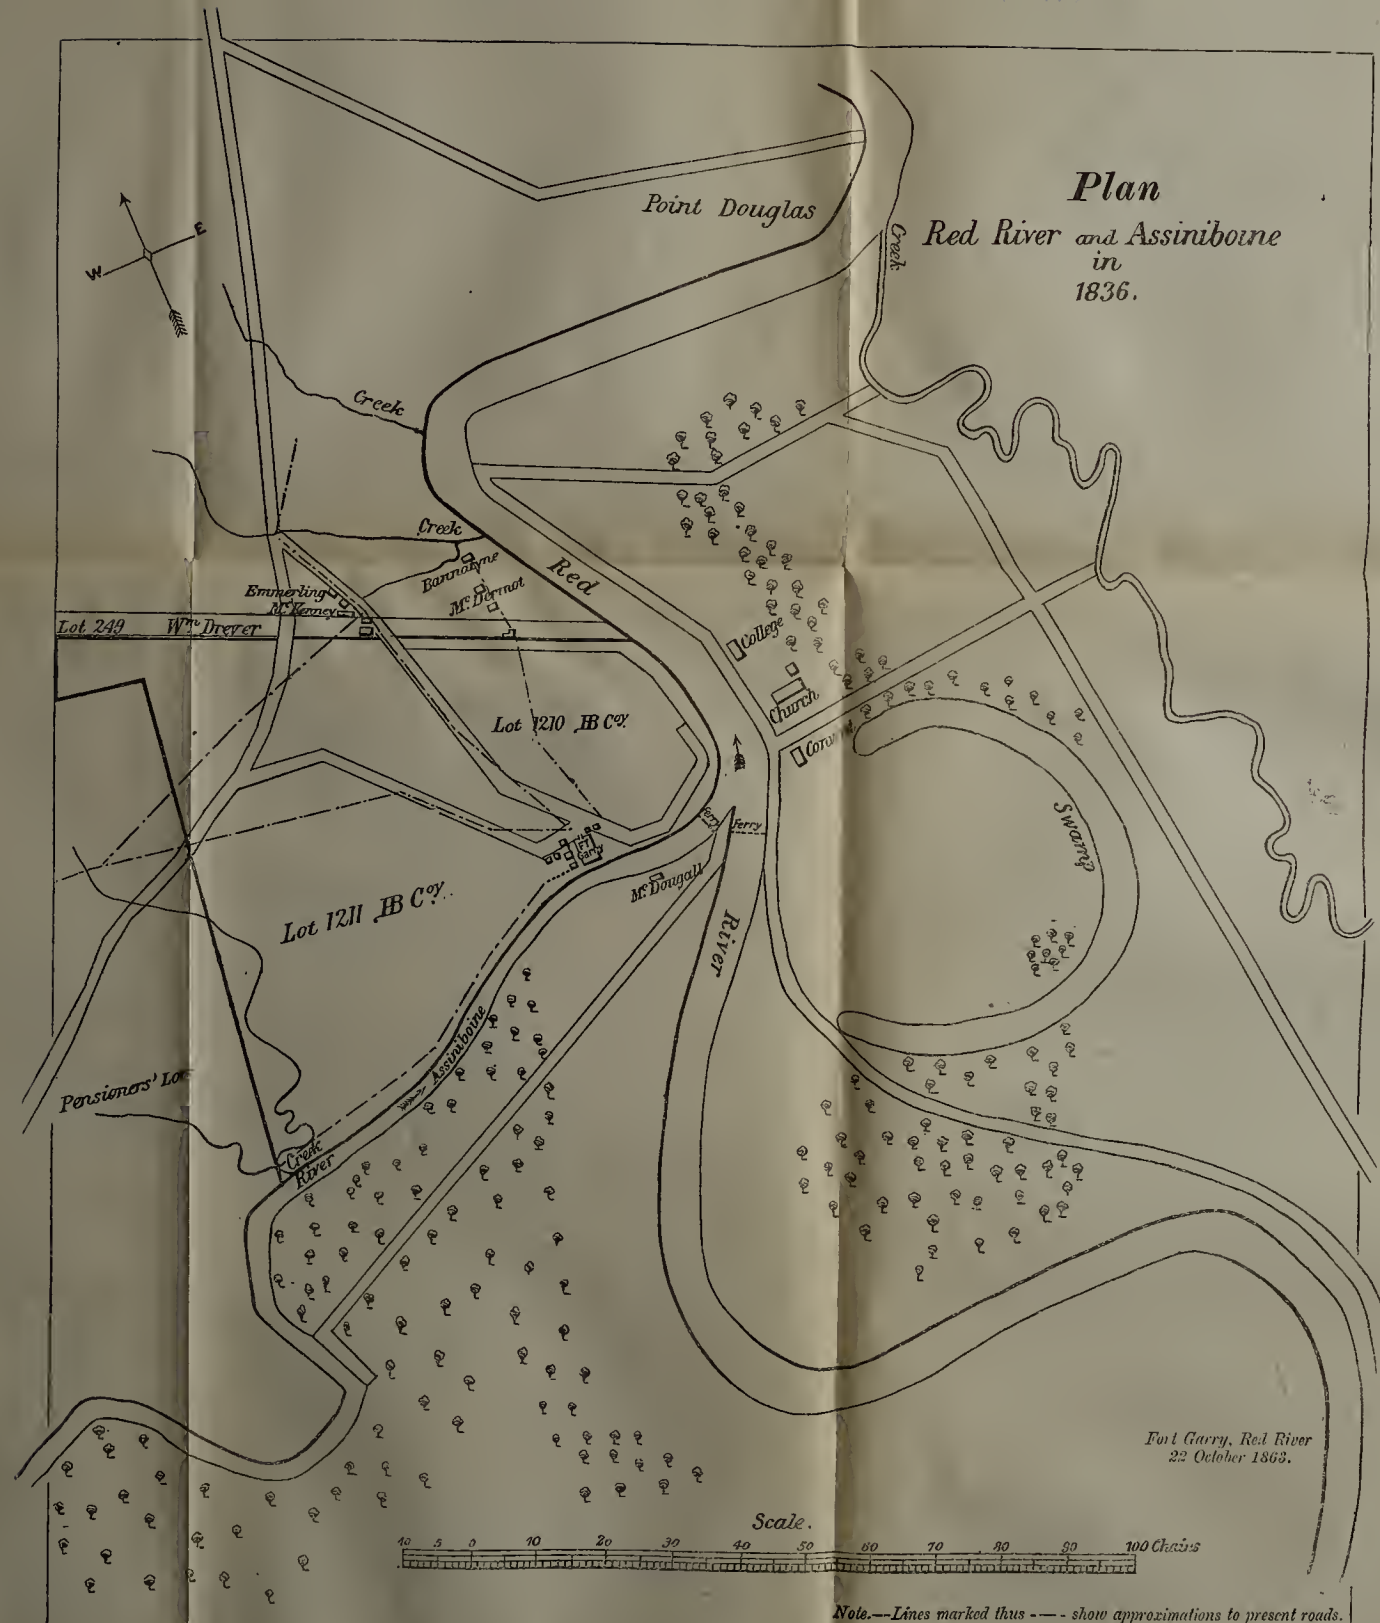 Plan
Red River and Assiniboine
in
1836.
Point Douglas
Creek
E
W
Creek
Creek
Red
Bannatyne
Emmerling
McDermot
McKenney
Lot 249 Wm Drever
College
Church
Lot 1210 HB Coy.
Swamp
Ferry
Ferry
Ft Garry
McDougall
Lot 1211 HB Coy.
River
Assiniboine
Pensioners'
Creek
River
Fort Garry, Red River
22 October 1863.
Scale.
10 5 0 10 20 30 40 50 60 70 80 90 100 Chains
Note.—Lines marked thus -—- show approximations to present roads.